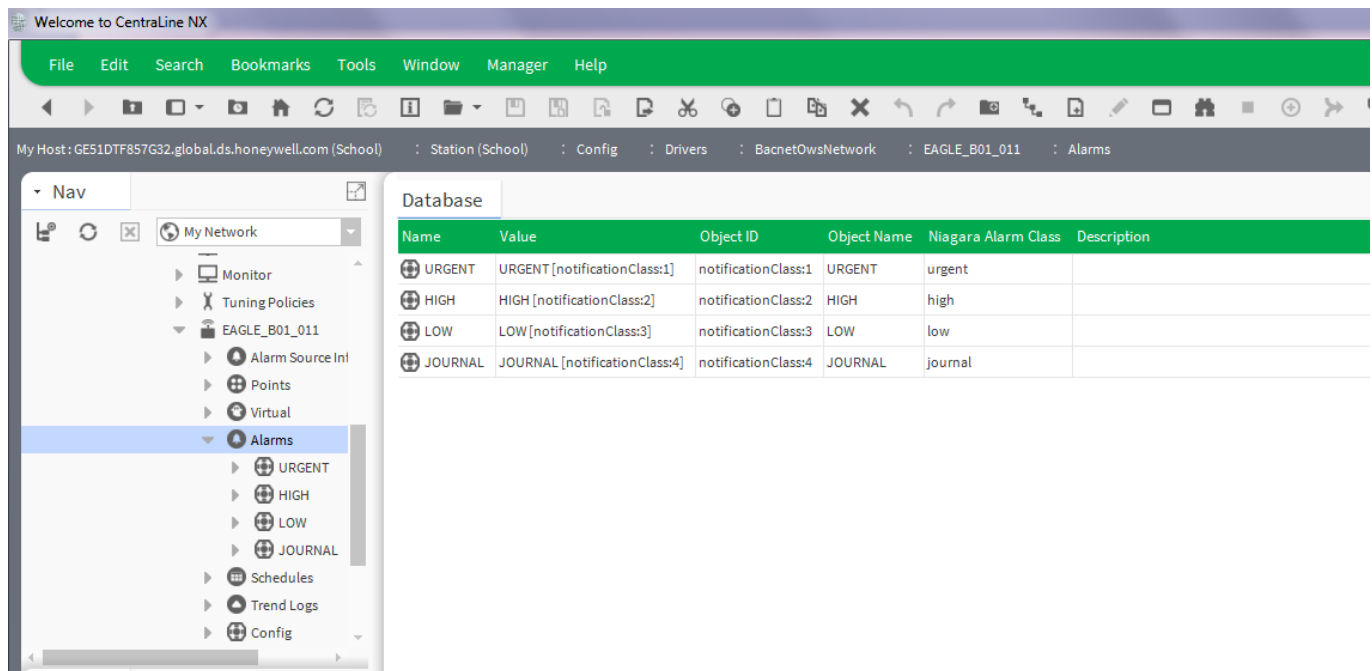 Welcome to CentraLine NX
File Edit Search Bookmarks Tools Window Manager Help
My Host : GE51DTF857G32.global.ds.honeywell.com (School) : Station (School) : Config : Drivers : BacnetOwsNetwork : EAGLE_B01_011 : Alarms
Nav
My Network
Monitor
Tuning Policies
EAGLE_B01_011
Alarm Source Inf
Points
Virtual
Alarms
URGENT
HIGH
LOW
JOURNAL
Schedules
Trend Logs
Config
Database
Name Value Object ID Object Name Niagara Alarm Class Description
URGENT URGENT [notificationClass:1] notificationClass:1 URGENT urgent
HIGH HIGH [notificationClass:2] notificationClass:2 HIGH high
LOW LOW [notificationClass:3] notificationClass:3 LOW low
JOURNAL JOURNAL [notificationClass:4] notificationClass:4 JOURNAL journal